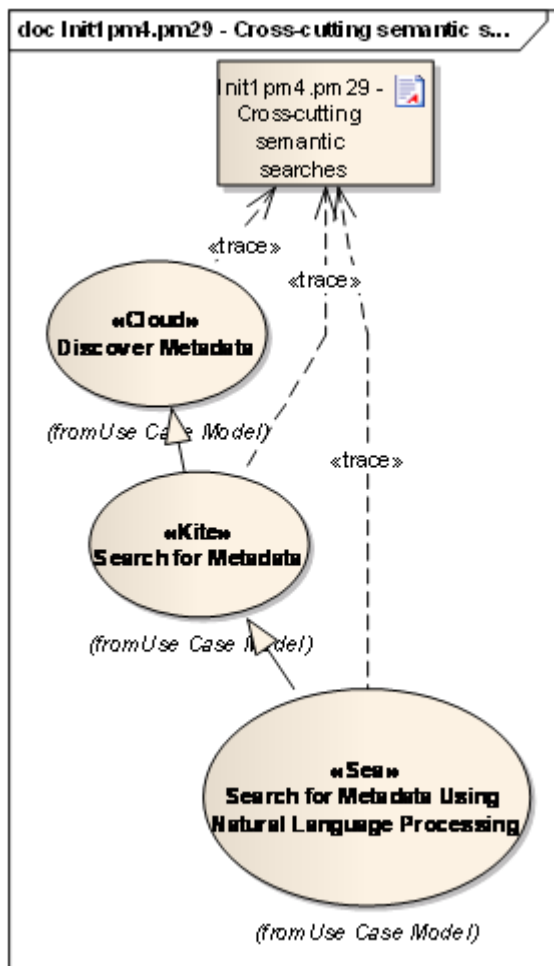 doc Init1pm4.pm29 - Cross-cutting semantic s...
Init1pm4.pm29 -
Cross-cutting
semantic
searches
«trace»
«trace»
«Cloud»
Discover Metadata
(from Use Case Model)
«trace»
«Kite»
Search for Metadata
(from Use Case Model)
«Sea»
Search for Metadata Using
Natural Language Processing
(from Use Case Model)